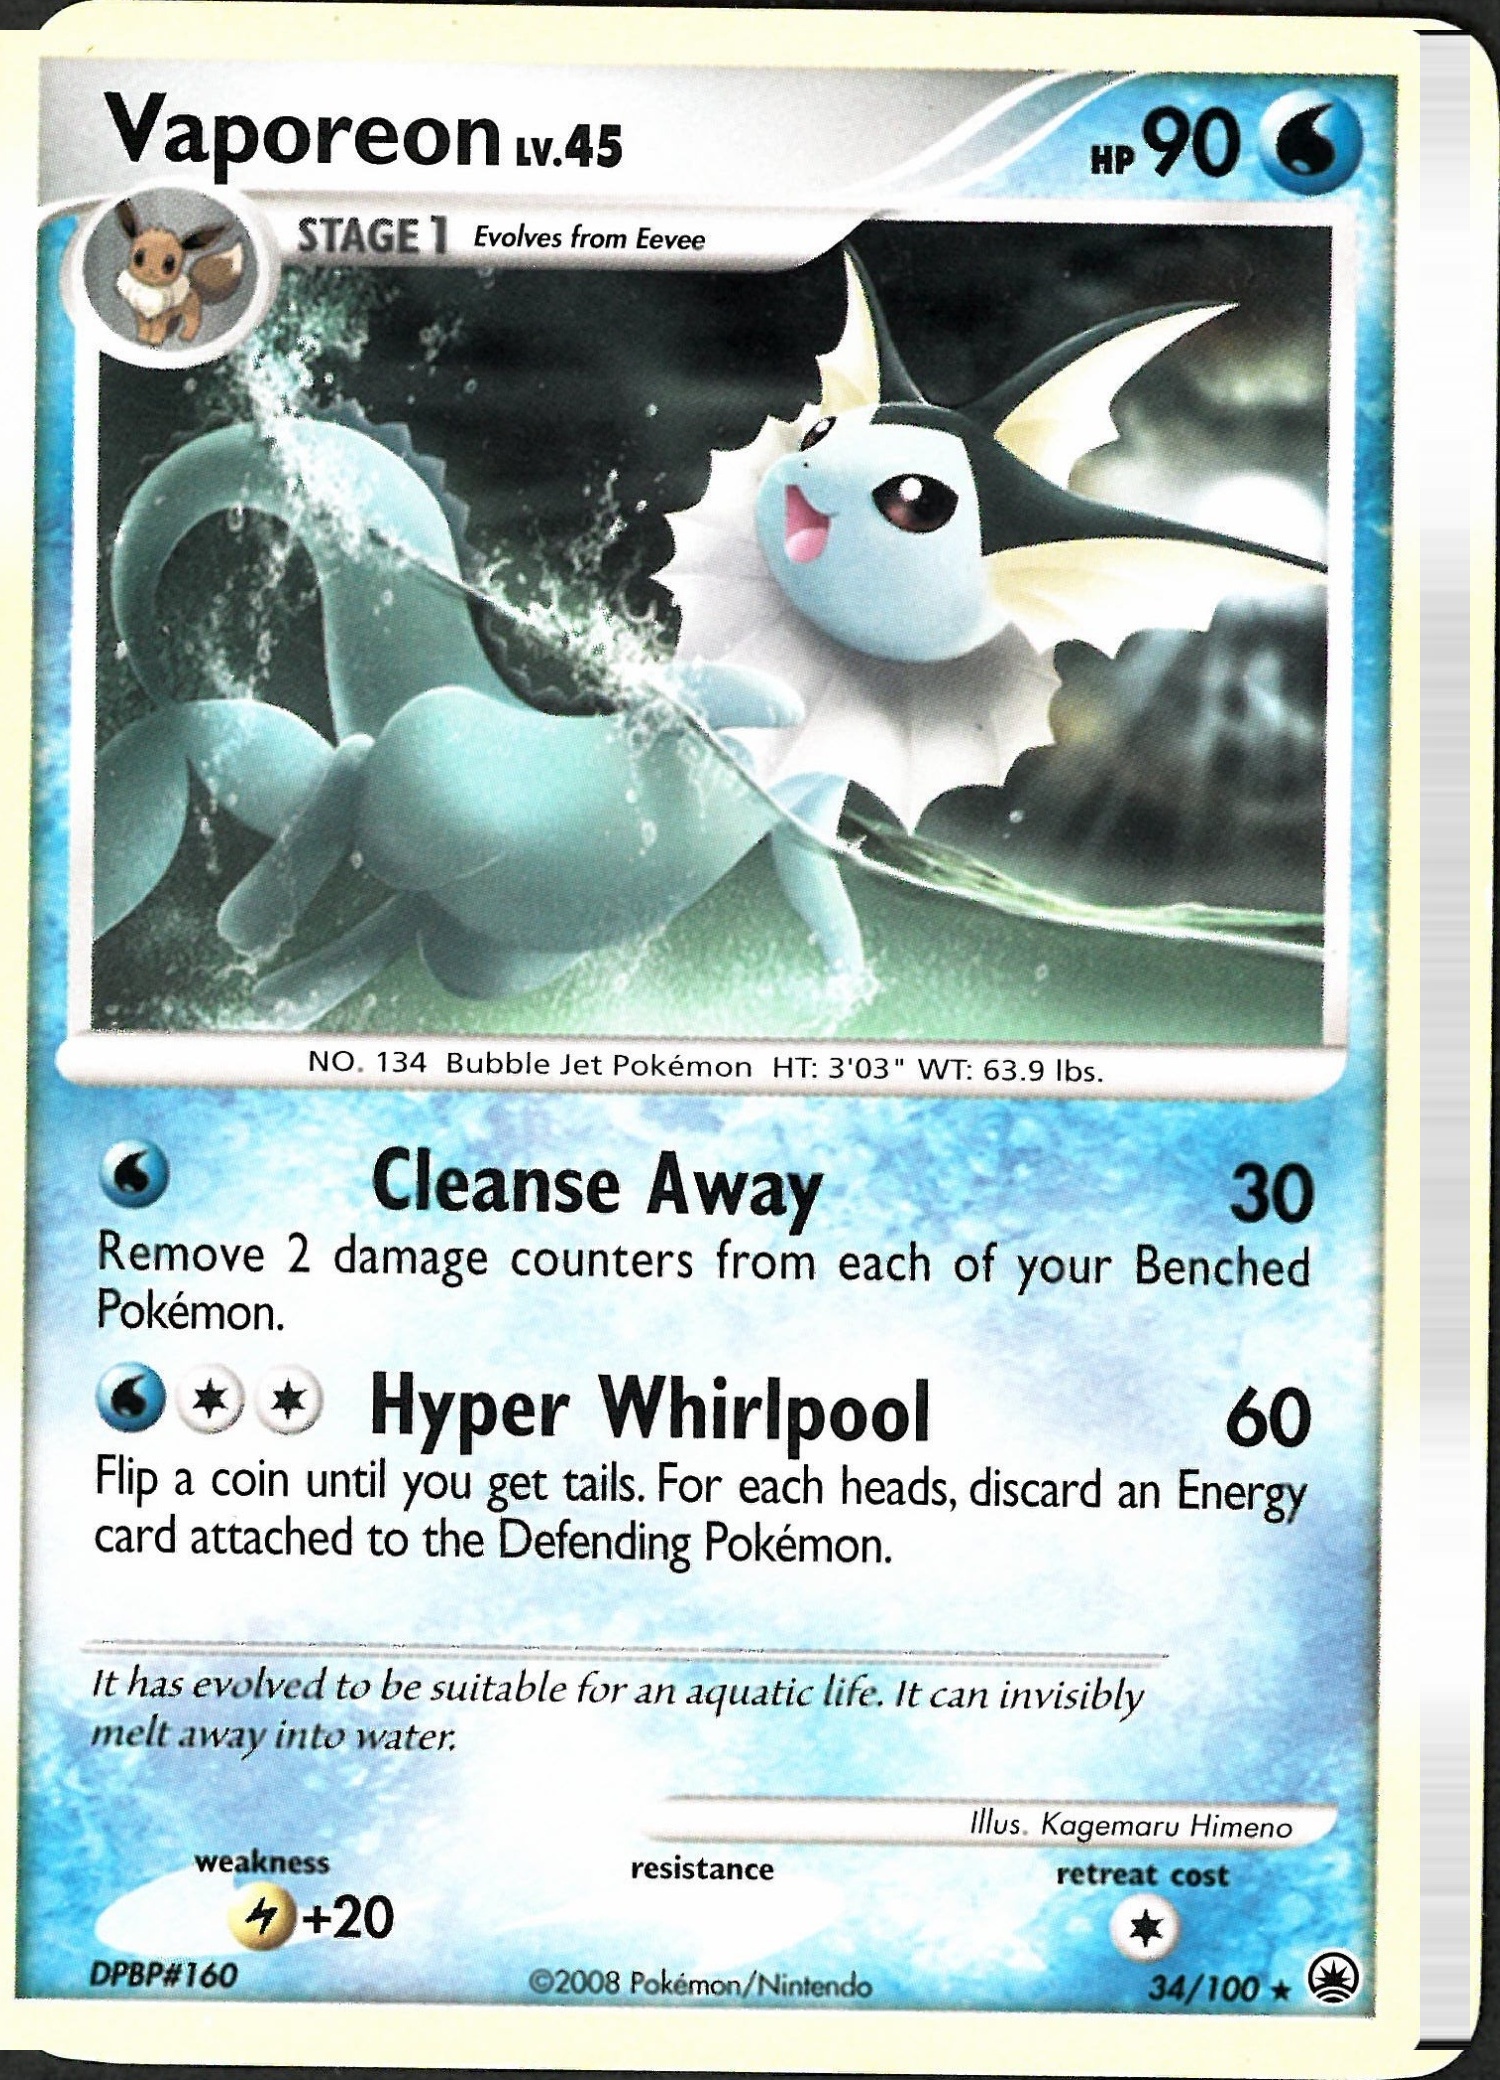 Vaporeon LV.45 HP 90
STAGE 1 Evolves from Eevee
NO. 134 Bubble Jet Pokémon HT: 3'03" WT: 63.9 lbs.
Cleanse Away 30
Remove 2 damage counters from each of your Benched
Pokémon.
Hyper Whirlpool 60
Flip a coin until you get tails. For each heads, discard an Energy
card attached to the Defending Pokémon.
It has evolved to be suitable for an aquatic life. It can invisibly
melt away into water.
Illus. Kagemaru Himeno
weakness resistance retreat cost
+20
DPBP#160 ©2008 Pokémon/Nintendo 34/100 ★